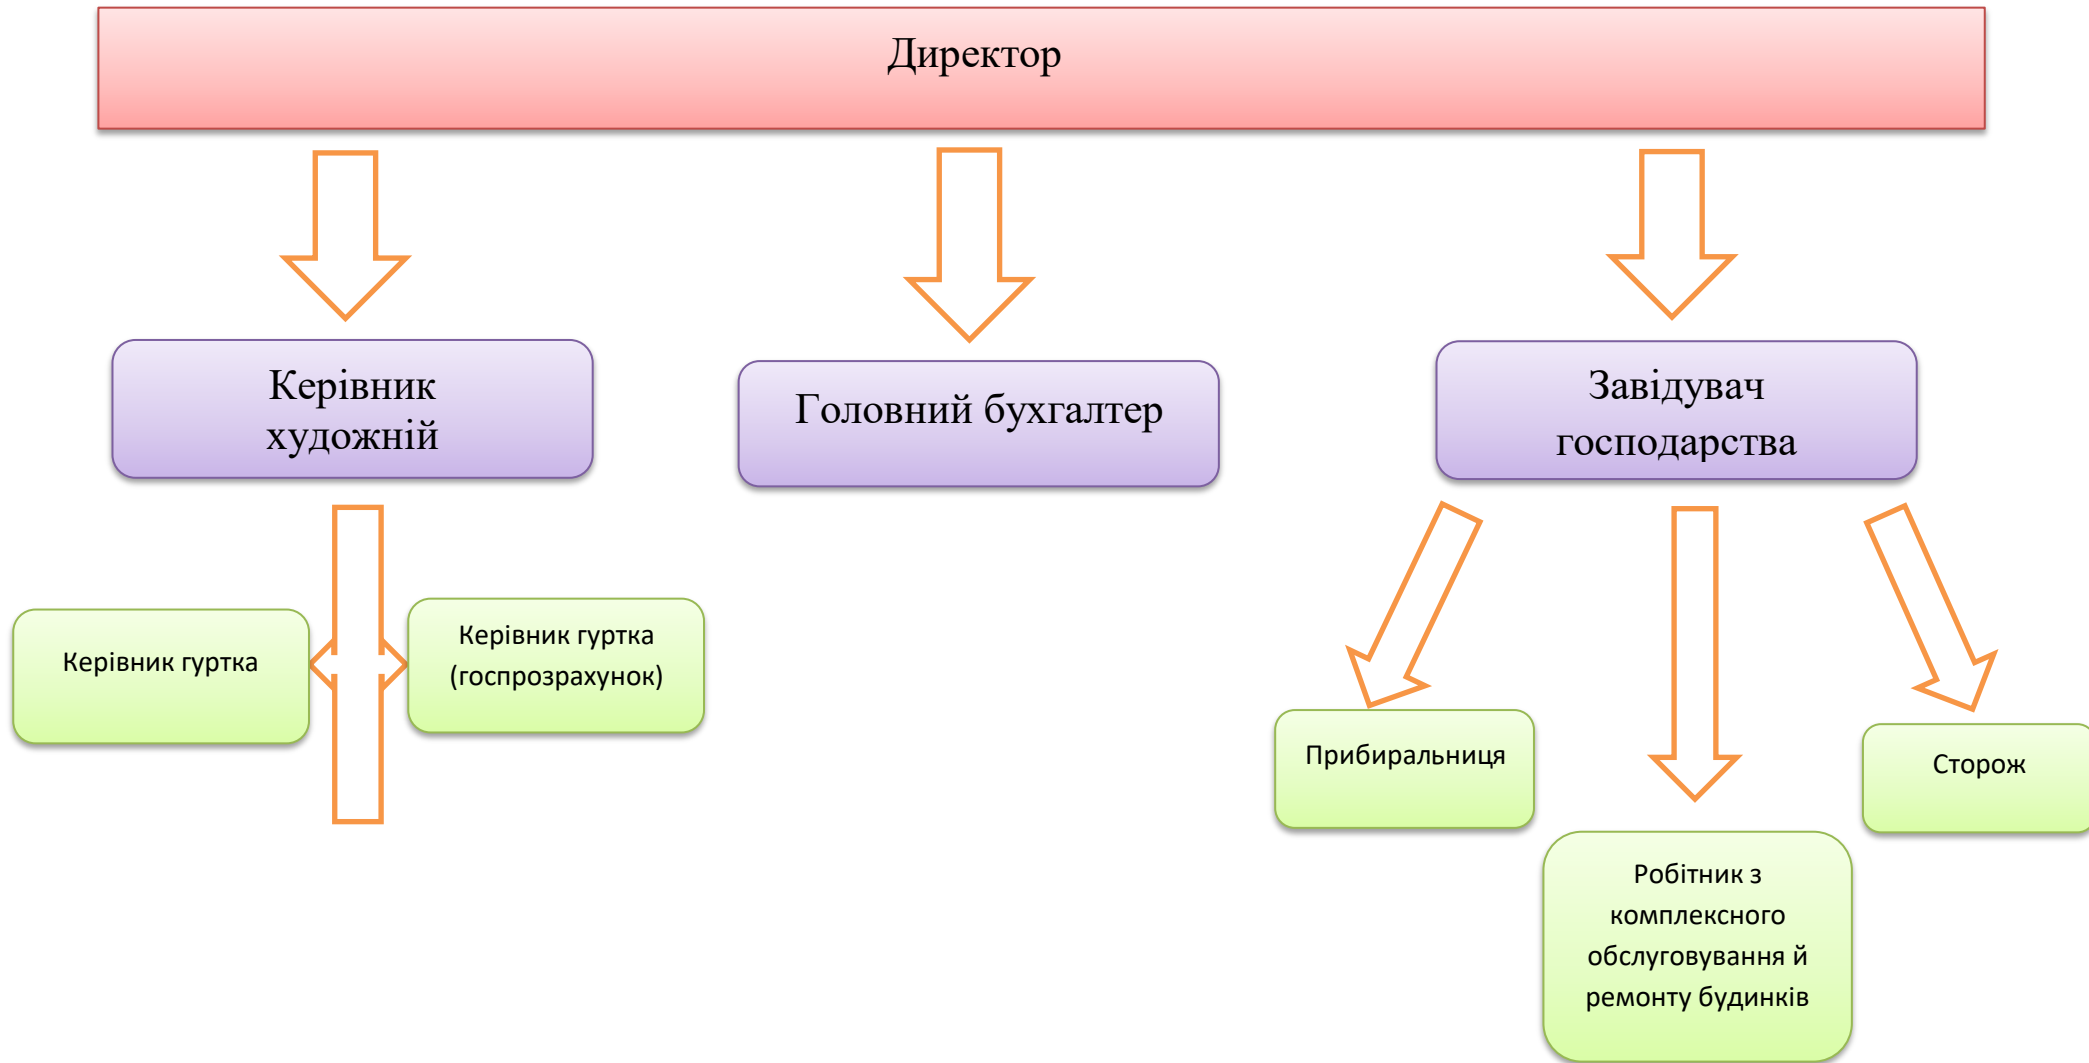 Директор
Керівник
художній
Головний бухгалтер
Завідувач
господарства
Керівник гуртка
Керівник гуртка
(госпрозрахунок)
Прибиральниця
Сторож
Робітник з
комплексного
обслуговування й
ремонту будинків